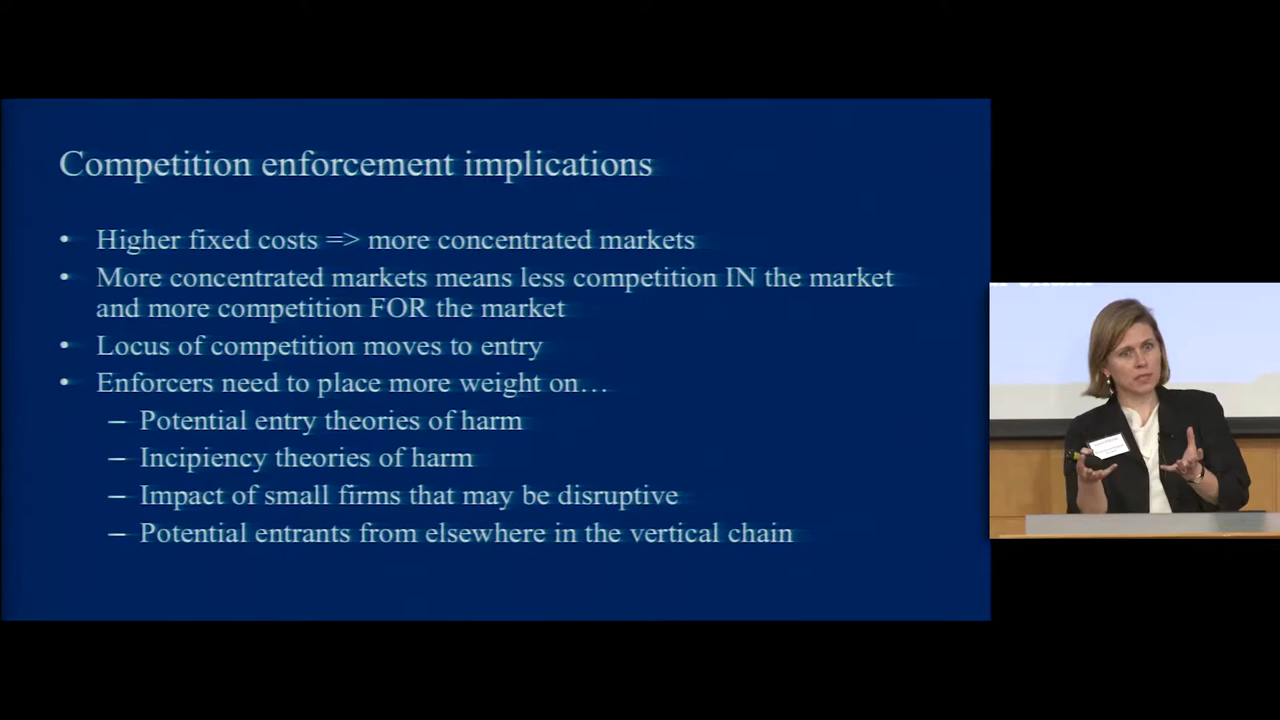 Competition enforcement implications
• Higher fixed costs => more concentrated markets
• More concentrated markets means less competition IN the market
and more competition FOR the market
• Locus of competition moves to entry
• Enforcers need to place more weight on…
– Potential entry theories of harm
– Incipiency theories of harm
– Impact of small firms that may be disruptive
– Potential entrants from elsewhere in the vertical chain